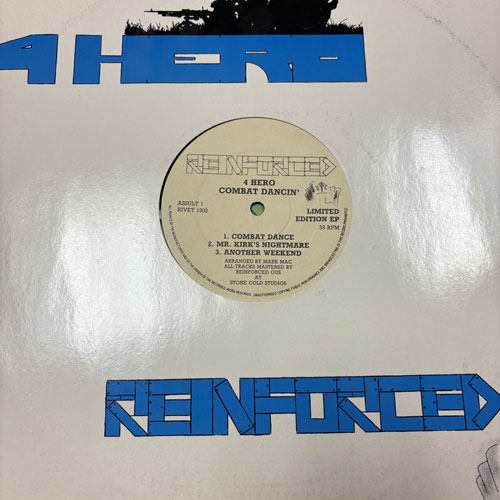 4 HERO
REINFORCED
4 HERO
COMBAT DANCIN'
ASSULT 1
RIVET 1202
LIMITED
EDITION EP
33 RPM
1. COMBAT DANCE
2. MR. KIRK'S NIGHTMARE
3. ANOTHER WEEKEND
ARRANGED BY MARK MAC
ALL TRACKS MASTERED BY
REINFORCED GUS
AT
STONE COLD STUDIOS
REINFORCED